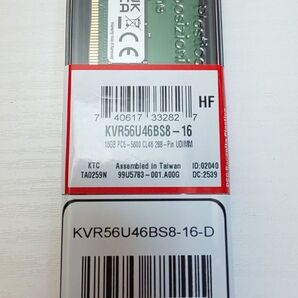 HF
7 40617 33282 7
KVR56U46BS8-16
16GB PC5-5600 CL46 288-Pin UDIMM
KTC Assembled in Taiwan ID:02040
TA0259N 99U5783-001.A00G DC:2539
KVR56U46BS8-16-D